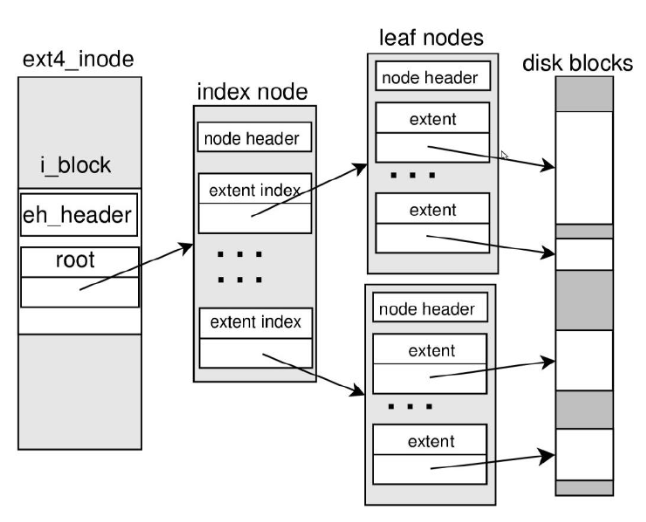 ext4_inode
i_block
eh_header
root
index node
node header
extent index
extent index
leaf nodes
node header
extent
extent
node header
extent
extent
disk blocks